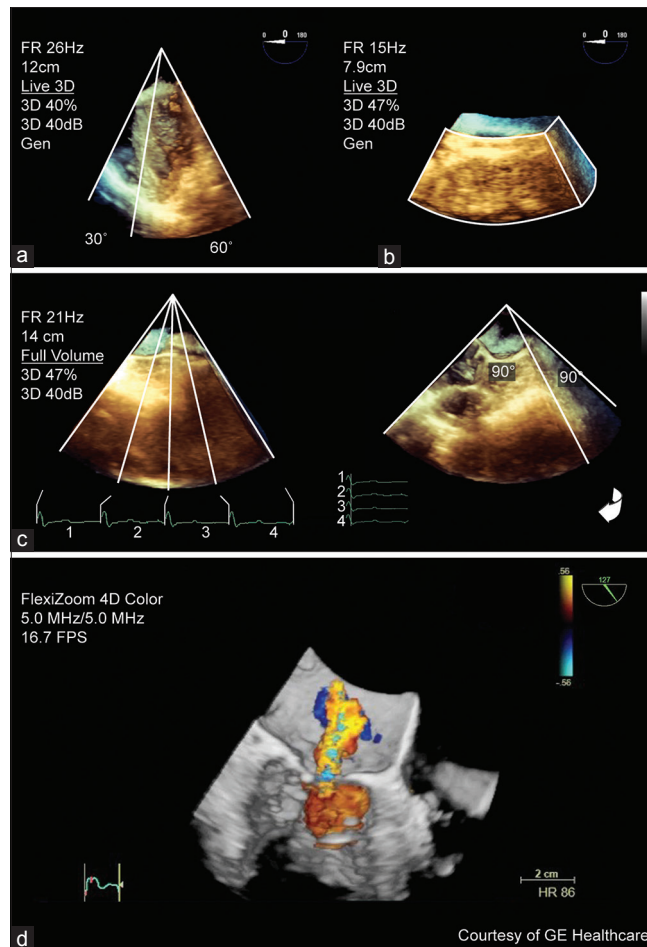 0 180
FR 26Hz
12cm
Live 3D
3D 40%
3D 40dB
Gen
30°
60°
a
0 180
FR 15Hz
7.9cm
Live 3D
3D 47%
3D 40dB
Gen
b
FR 21Hz
14 cm
Full Volume
3D 47%
3D 40dB
1 2 3 4
c
90°
90°
1
2
3
4
FlexiZoom 4D Color
5.0 MHz/5.0 MHz
16.7 FPS
.56
-.56
127
2 cm
HR 86
d
Courtesy of GE Healthcare